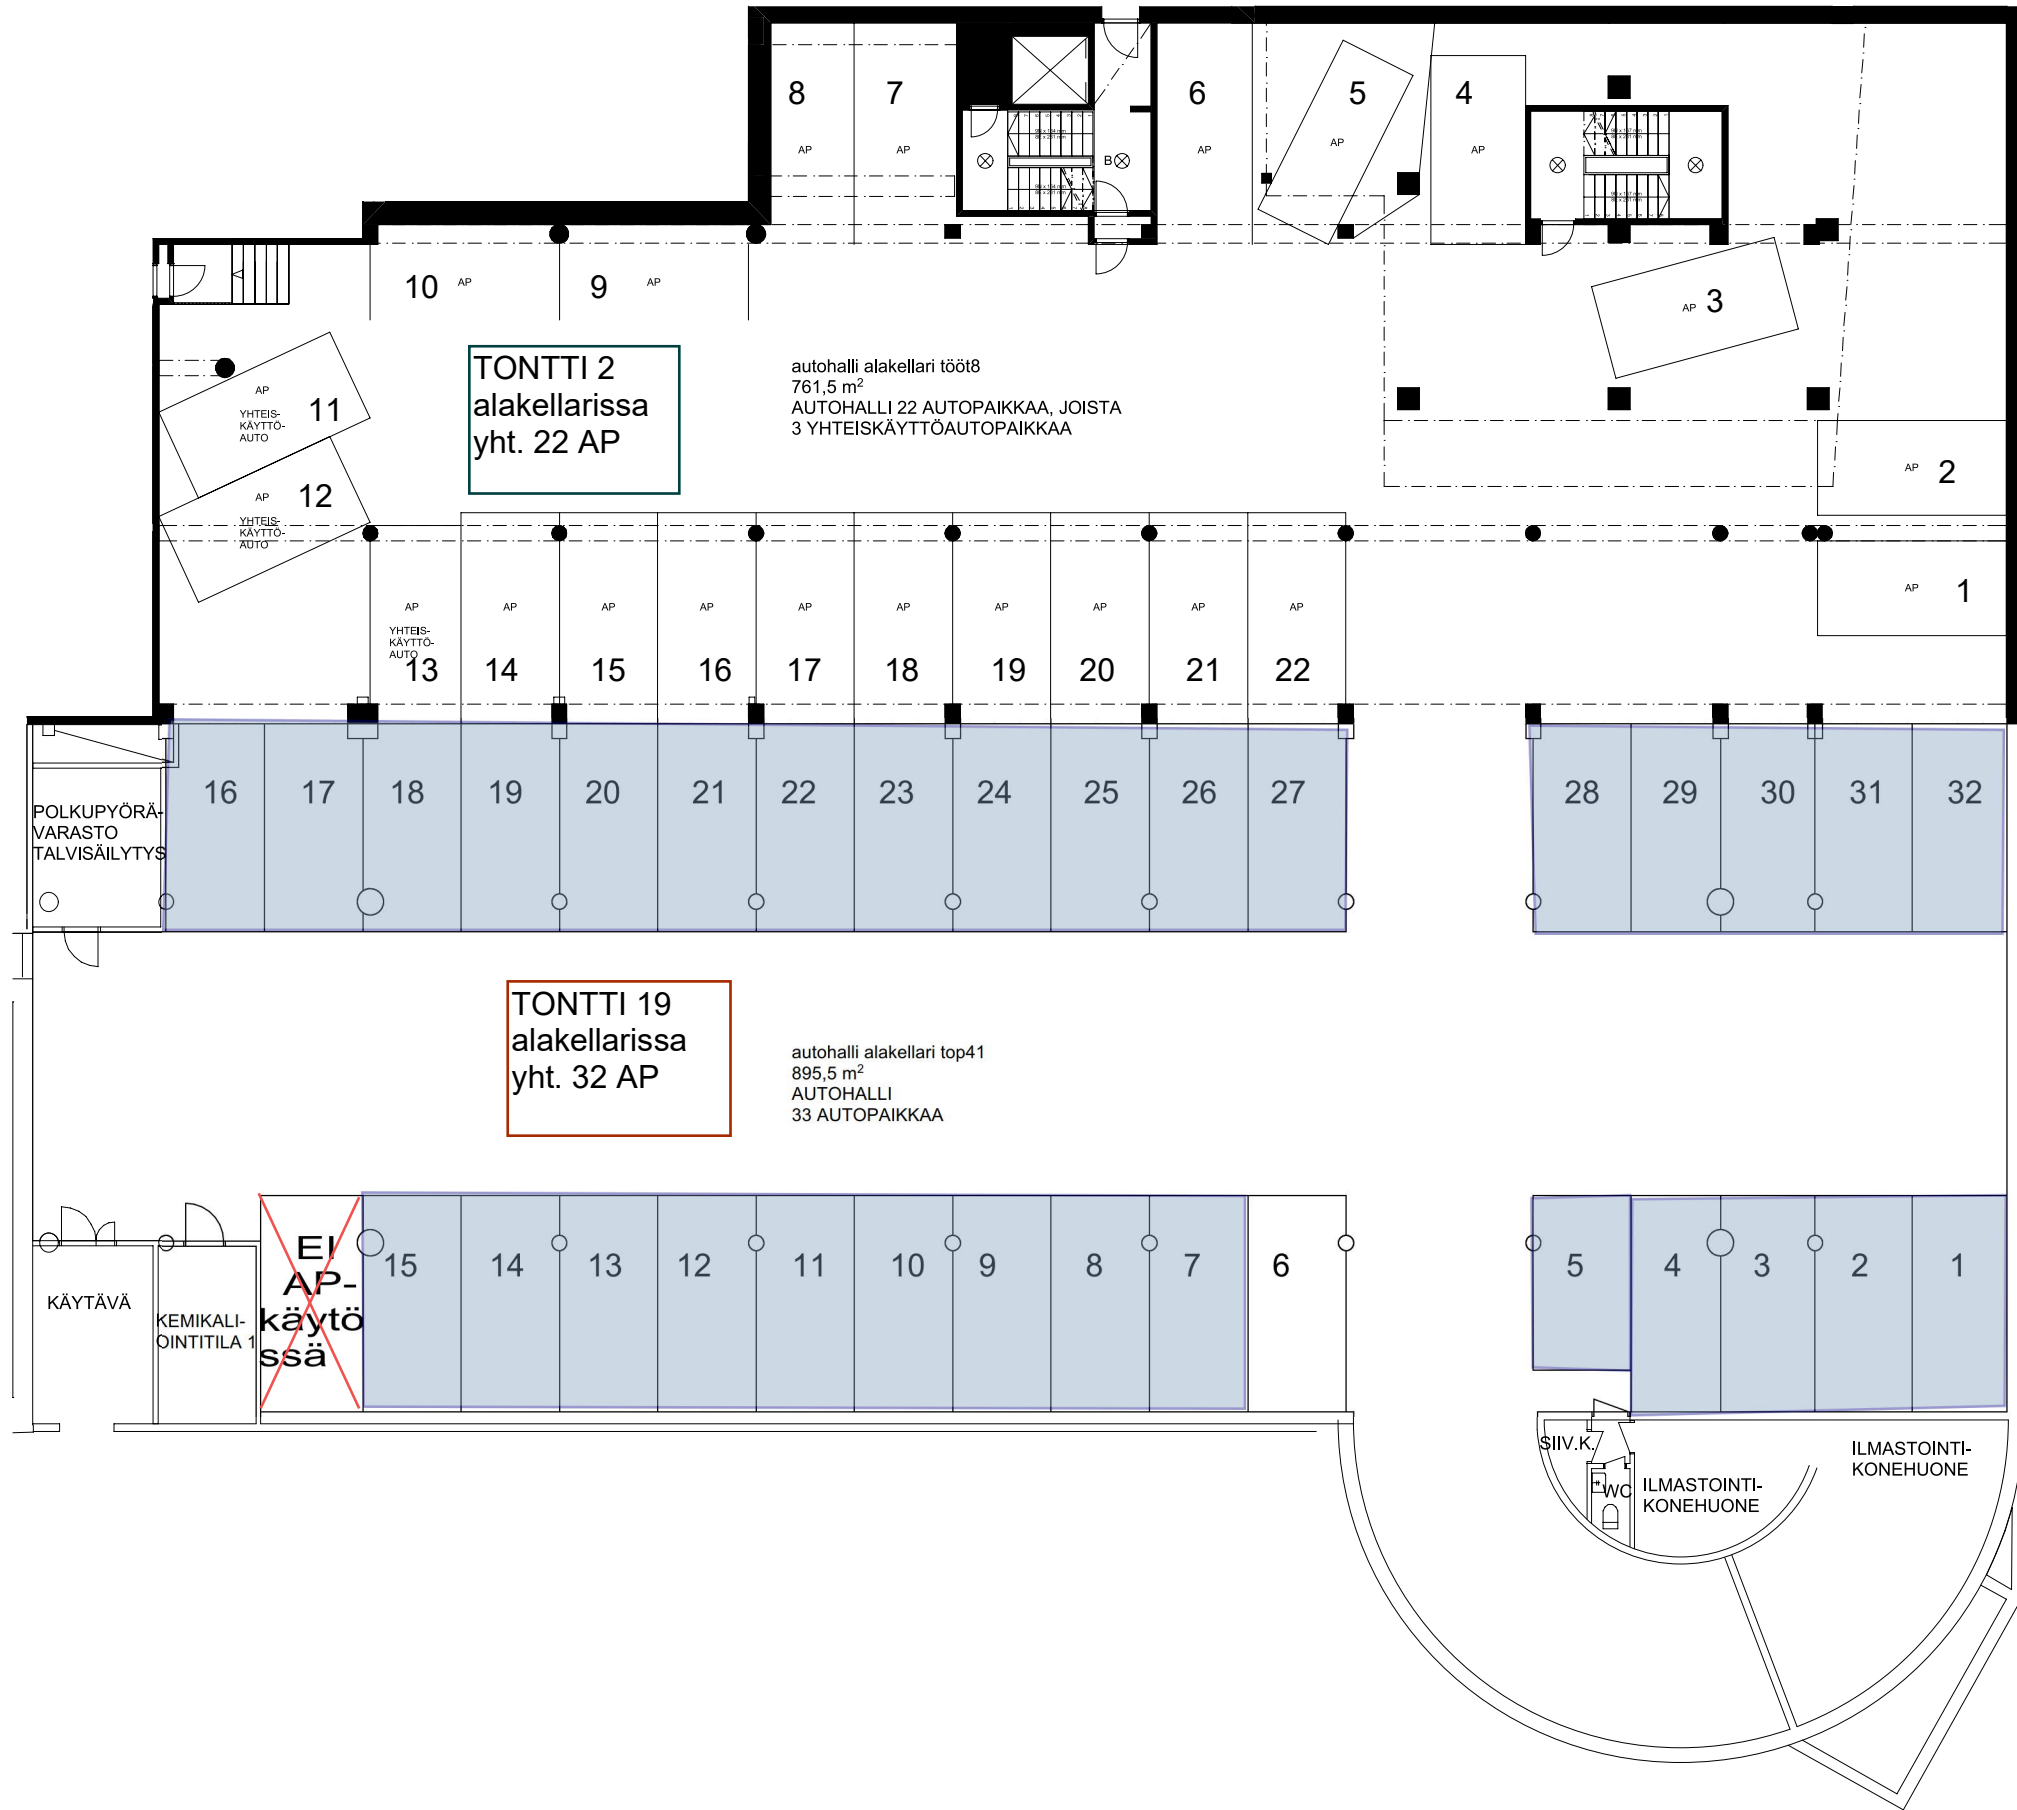 8
7
6
5
4
AP
AP
AP
AP
AP
B
10
AP
9
AP
AP 3
TONTTI 2
alakellarissa
yht. 22 AP
autohalli alakellari tööt8
761,5 m²
AUTOHALLI 22 AUTOPAIKKAA, JOISTA
3 YHTEISKÄYTTÖAUTOPAIKKAA
AP
YHTEIS-
KÄYTTÖ-
AUTO
11
AP
12
YHTEIS-
KÄYTTÖ-
AUTO
AP 2
AP 1
AP
AP
AP
AP
AP
AP
AP
AP
AP
AP
YHTEIS-
KÄYTTÖ-
AUTO
13
14
15
16
17
18
19
20
21
22
16
17
18
19
20
21
22
23
24
25
26
27
28
29
30
31
32
POLKUPYÖRÄ-
VARASTO
TALVISÄILYTYS
TONTTI 19
alakellarissa
yht. 32 AP
autohalli alakellari top41
895,5 m²
AUTOHALLI
33 AUTOPAIKKAA
EI
AP-
käytö
ssä
15
14
13
12
11
10
9
8
7
6
5
4
3
2
1
KÄYTÄVÄ
KEMIKALI-
OINTITILA 1
SIIV.K.
WC
ILMASTOINTI-
KONEHUONE
ILMASTOINTI-
KONEHUONE